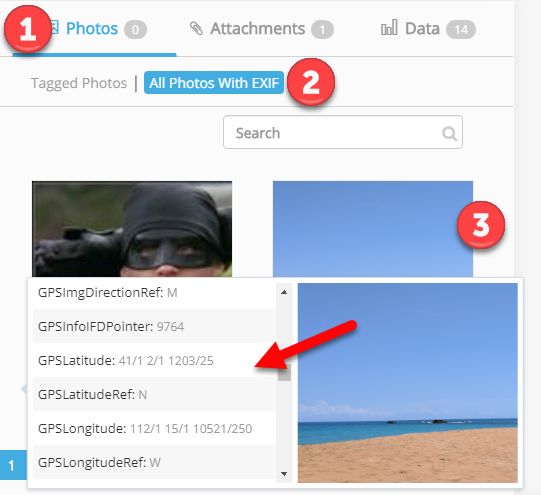 1 Photos 0 Attachments 1 Data 14
Tagged Photos | All Photos With EXIF 2
Search
3
GPSImgDirectionRef: M
GPSInfoIFDPointer: 9764
GPSLatitude: 41/1 2/1 1203/25
GPSLatitudeRef: N
GPSLongitude: 112/1 15/1 10521/250
1 GPSLongitudeRef: W